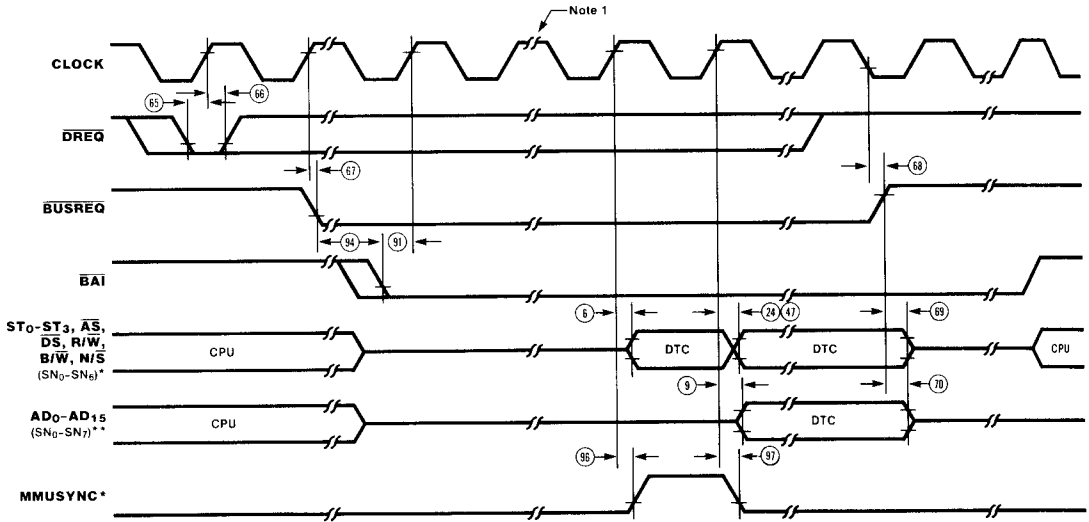 Note 1
CLOCK
65
66
DREQ
67
68
BUSREQ
94
91
BAI
6
24
47
69
ST0-ST3, AS,
DS, R/W,
B/W, N/S
(SN0-SN6)*
CPU
DTC
DTC
CPU
9
70
AD0-AD15
(SN0-SN7)**
CPU
DTC
96
97
MMUSYNC*